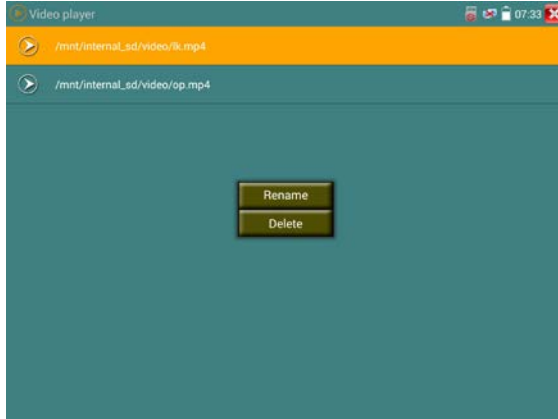 Video player
07:33
/mnt/internal_sd/video/lk.mp4
/mnt/internal_sd/video/op.mp4
Rename
Delete